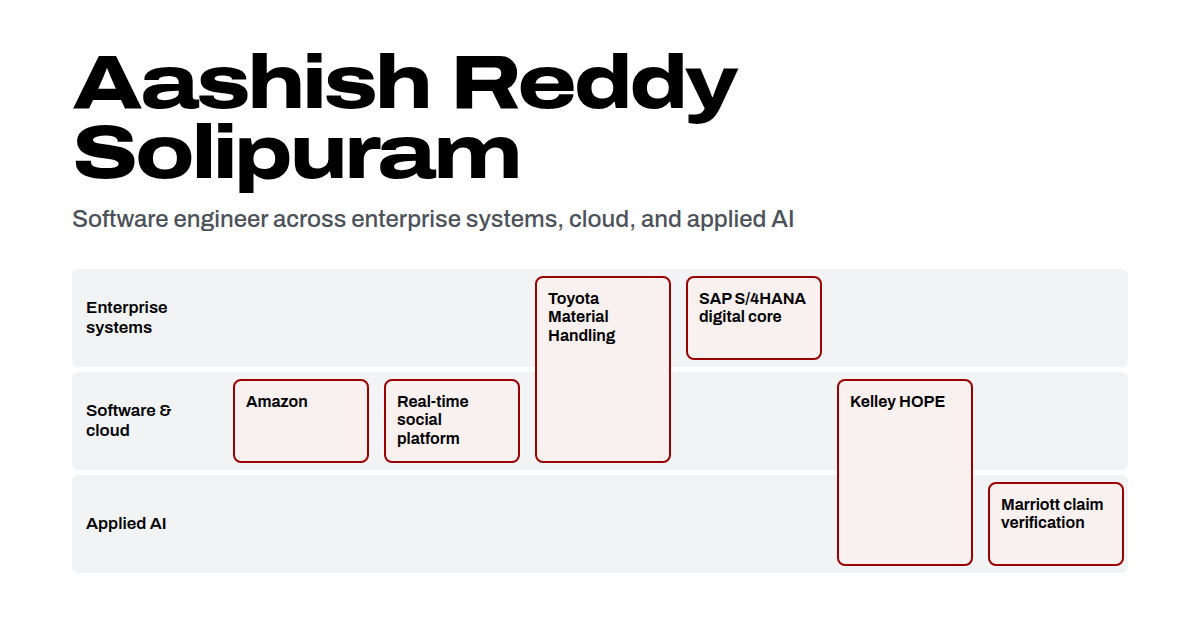 Aashish Reddy
Solipuram
Software engineer across enterprise systems, cloud, and applied AI
Enterprise
systems
Toyota
Material
Handling
SAP S/4HANA
digital core
Software &
cloud
Amazon
Real-time
social
platform
Kelley HOPE
Applied AI
Marriott claim
verification